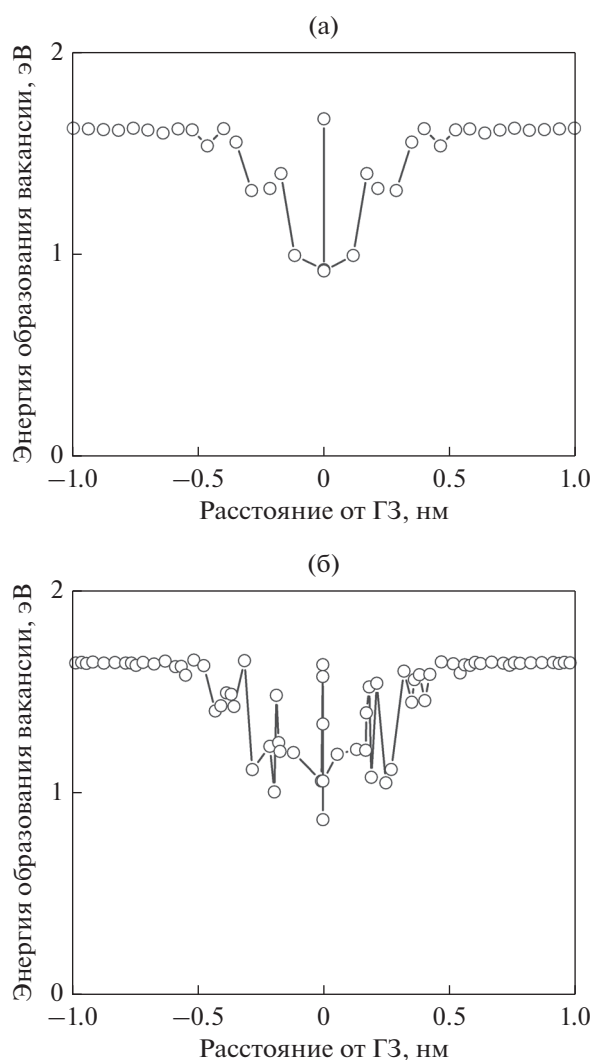 (а)
2
1
0
Энергия образования вакансии, эВ
−1.0 −0.5 0 0.5 1.0
Расстояние от ГЗ, нм
(б)
2
1
0
Энергия образования вакансии, эВ
−1.0 −0.5 0 0.5 1.0
Расстояние от ГЗ, нм